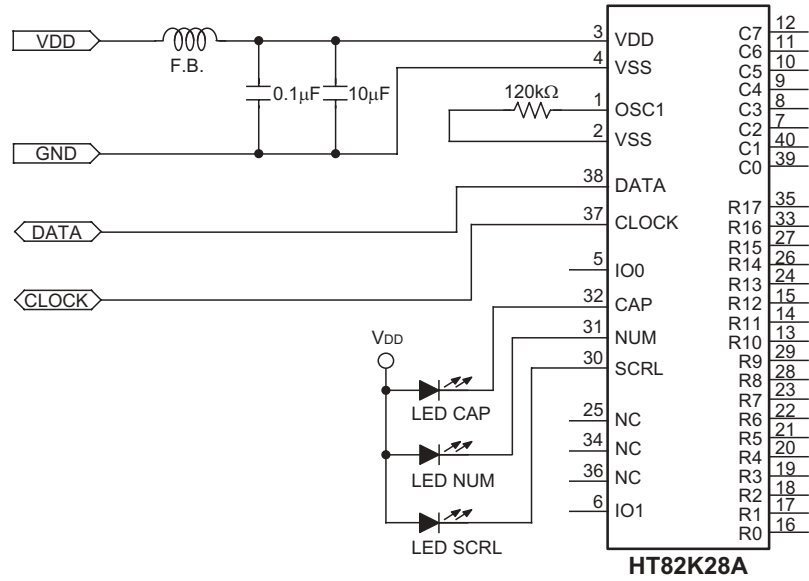 VDD
F.B.
0.1μF
10μF
GND
DATA
CLOCK
120kΩ
VDD
LED CAP
LED NUM
LED SCRL
3 VDD
4 VSS
1 OSC1
2 VSS
38 DATA
37 CLOCK
5 IO0
32 CAP
31 NUM
30 SCRL
25 NC
34 NC
36 NC
6 IO1
C7 12
C6 11
C5 10
C4 9
C3 8
C2 7
C1 40
C0 39
R17 35
R16 33
R15 27
R14 26
R13 24
R12 15
R11 14
R10 13
R9 29
R8 28
R7 23
R6 22
R5 21
R4 20
R3 19
R2 18
R1 17
R0 16
HT82K28A